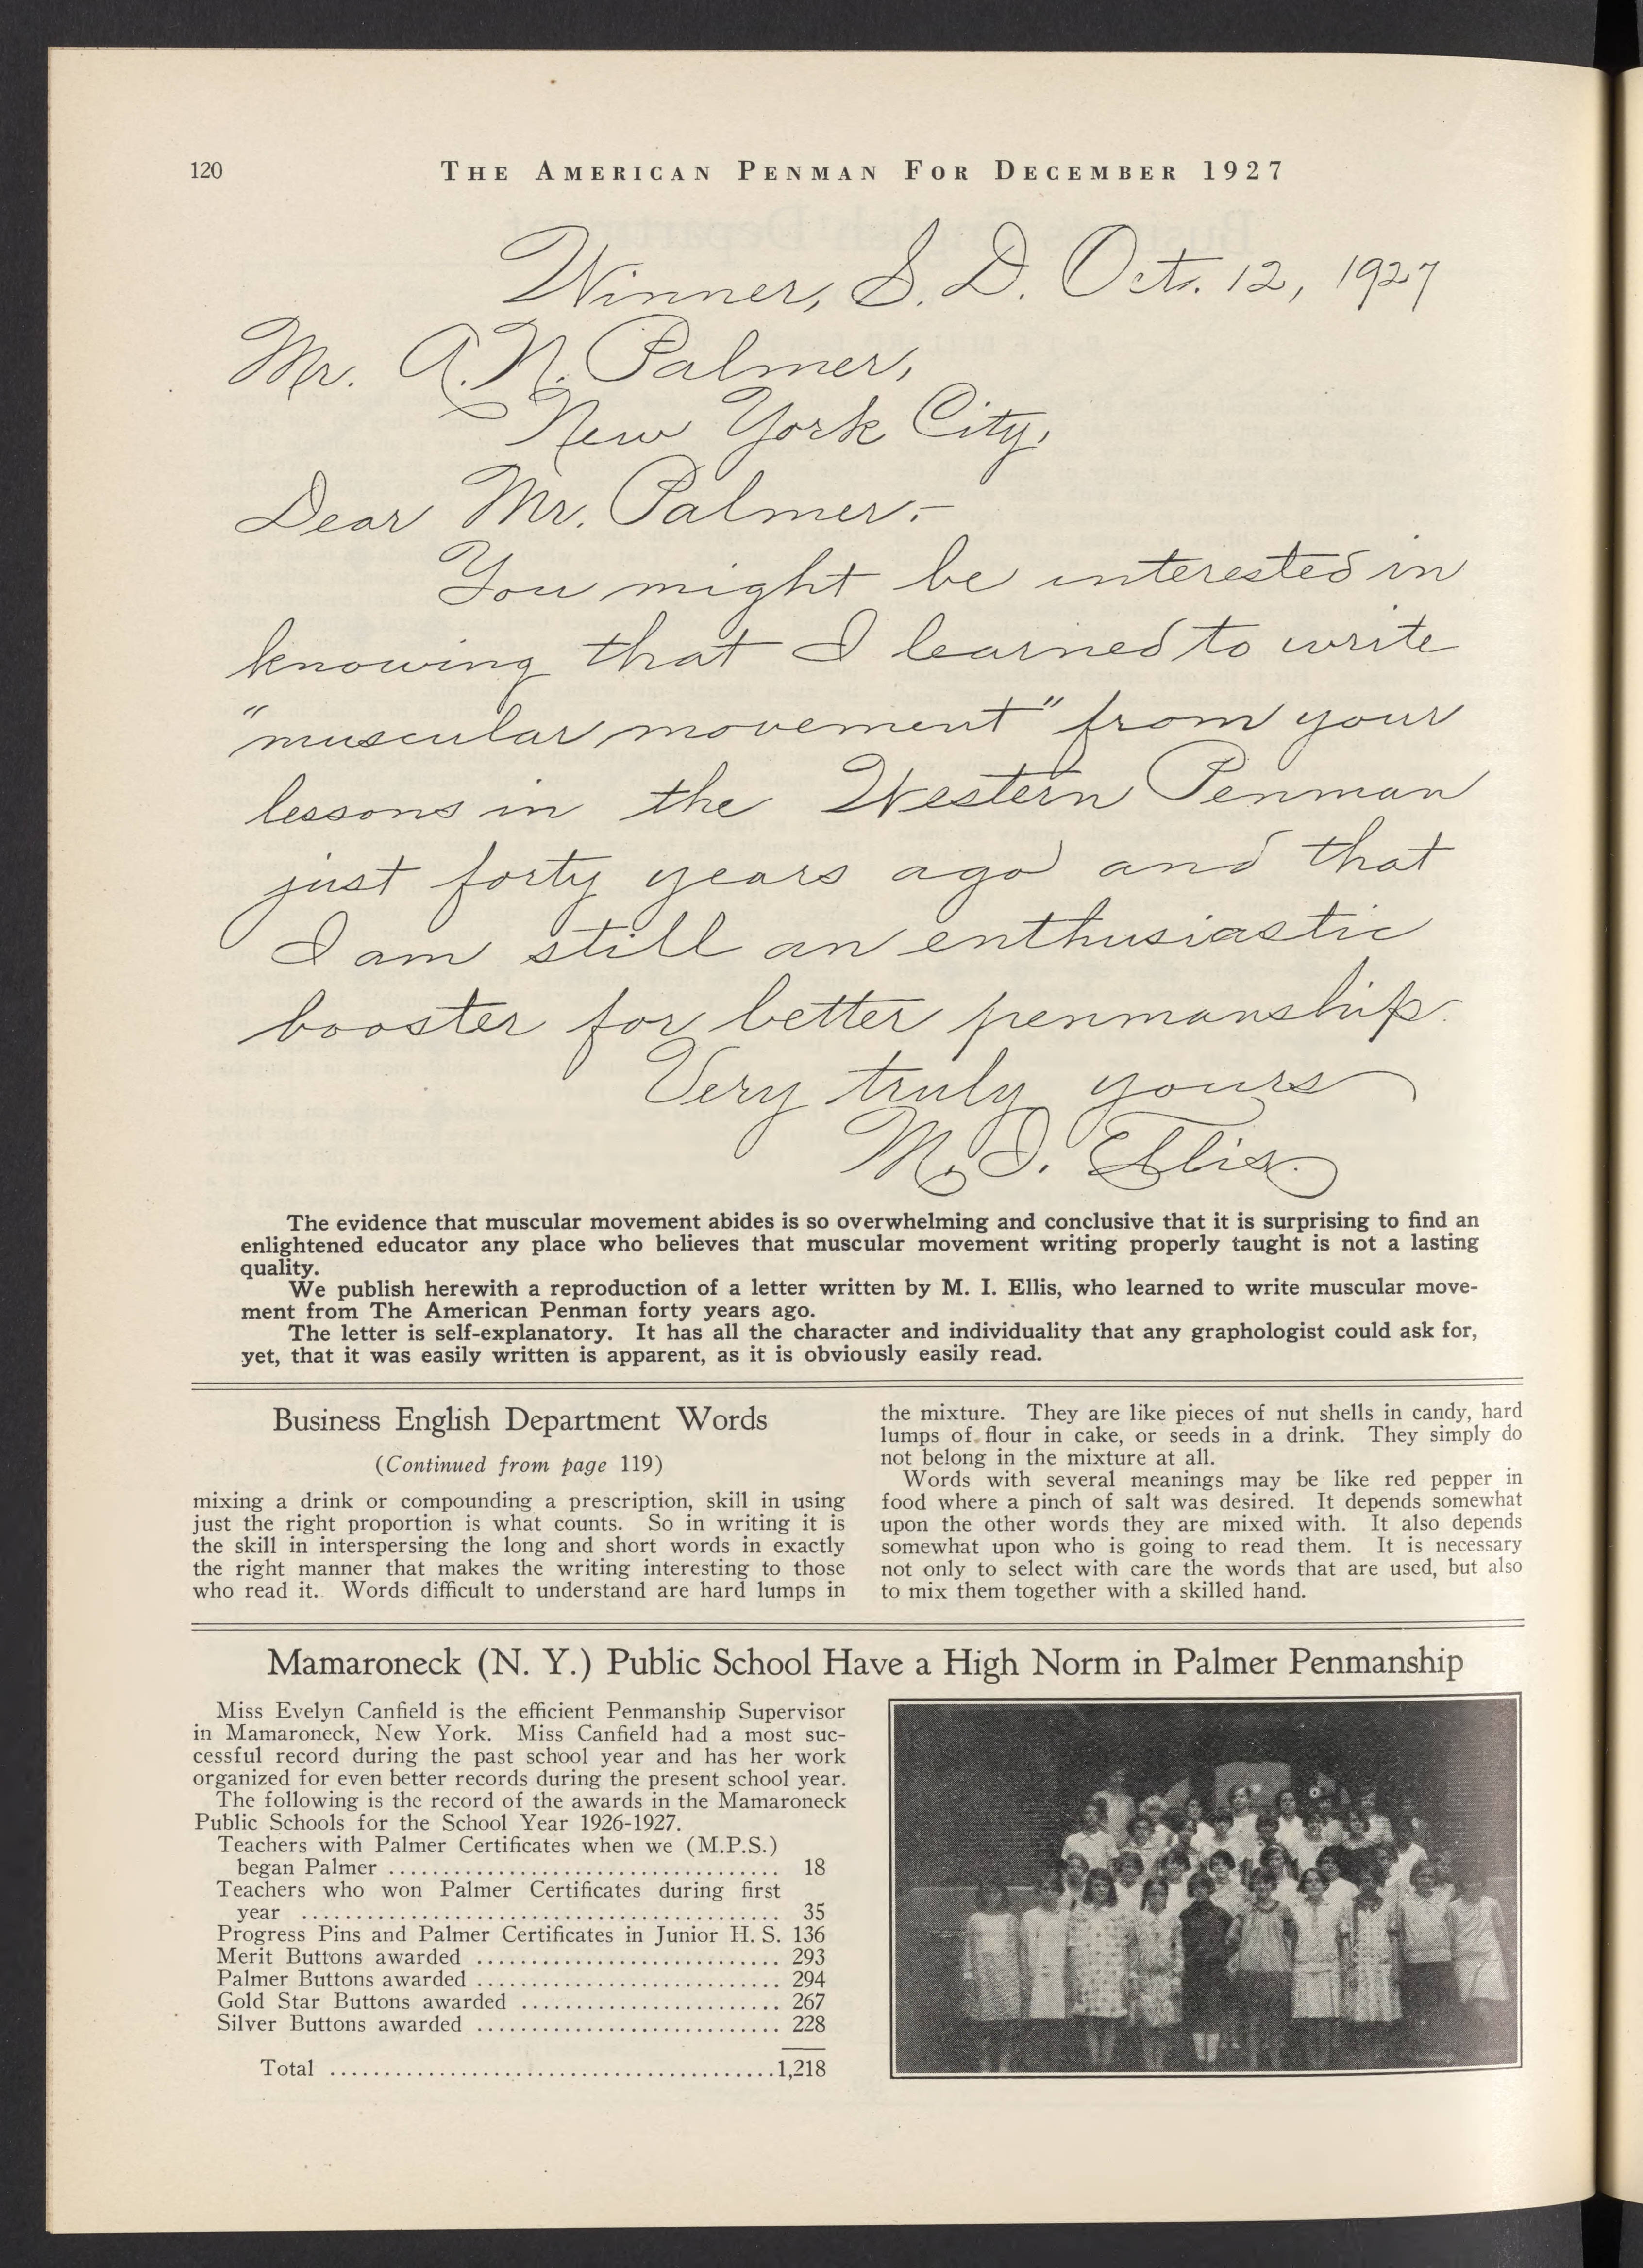 120
THE AMERICAN PENMAN FOR DECEMBER 1927
Winner, S. D. Oct. 12, 1927
Mr. A. N. Palmer,
New York City,
Dear Mr. Palmer:-
You might be interested in
knowing that I learned to write
"muscular movement" from your
lessons in the Western Penman
just forty years ago and that
I am still an enthusiastic
booster for better penmanship.
Very truly yours
M. I. Ellis.
The evidence that muscular movement abides is so overwhelming and conclusive that it is surprising to find an
enlightened educator any place who believes that muscular movement writing properly taught is not a lasting
quality.
We publish herewith a reproduction of a letter written by M. I. Ellis, who learned to write muscular move-
ment from The American Penman forty years ago.
The letter is self-explanatory. It has all the character and individuality that any graphologist could ask for,
yet, that it was easily written is apparent, as it is obviously easily read.
Business English Department Words
(Continued from page 119)
mixing a drink or compounding a prescription, skill in using
just the right proportion is what counts. So in writing it is
the skill in interspersing the long and short words in exactly
the right manner that makes the writing interesting to those
who read it. Words difficult to understand are hard lumps in
the mixture. They are like pieces of nut shells in candy, hard
lumps of flour in cake, or seeds in a drink. They simply do
not belong in the mixture at all.
Words with several meanings may be like red pepper in
food where a pinch of salt was desired. It depends somewhat
upon the other words they are mixed with. It also depends
somewhat upon who is going to read them. It is necessary
not only to select with care the words that are used, but also
to mix them together with a skilled hand.
Mamaroneck (N. Y.) Public School Have a High Norm in Palmer Penmanship
Miss Evelyn Canfield is the efficient Penmanship Supervisor
in Mamaroneck, New York. Miss Canfield had a most suc-
cessful record during the past school year and has her work
organized for even better records during the present school year.
The following is the record of the awards in the Mamaroneck
Public Schools for the School Year 1926-1927.
Teachers with Palmer Certificates when we (M.P.S.)
began Palmer .................................... 18
Teachers who won Palmer Certificates during first
year ............................................ 35
Progress Pins and Palmer Certificates in Junior H. S. 136
Merit Buttons awarded ............................ 293
Palmer Buttons awarded ............................ 294
Gold Star Buttons awarded ........................ 267
Silver Buttons awarded ............................ 228
Total .........................................1,218